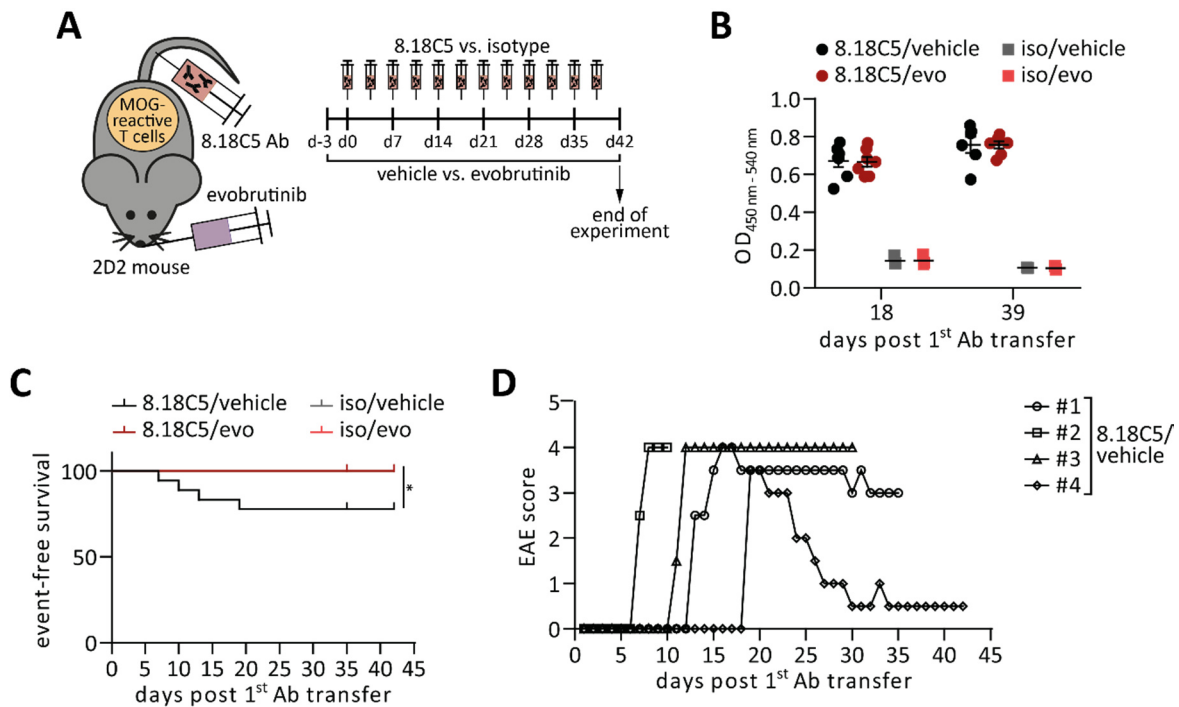 A
MOG-
reactive
T cells
8.18C5 Ab
evobrutinib
2D2 mouse
8.18C5 vs. isotype
d-3 d0 d7 d14 d21 d28 d35 d42
vehicle vs. evobrutinib
end of
experiment
B
8.18C5/vehicle iso/vehicle
8.18C5/evo iso/evo
1.0
0.8
0.6
0.4
0.2
0.0
OD450 nm - 540 nm
18 39
days post 1st Ab transfer
C
8.18C5/vehicle iso/vehicle
8.18C5/evo iso/evo
100
50
0
event-free survival
*
0 5 10 15 20 25 30 35 40 45
days post 1st Ab transfer
D
5
4
3
2
1
0
EAE score
0 5 10 15 20 25 30 35 40 45
days post 1st Ab transfer
#1
#2
#3
#4
8.18C5/
vehicle